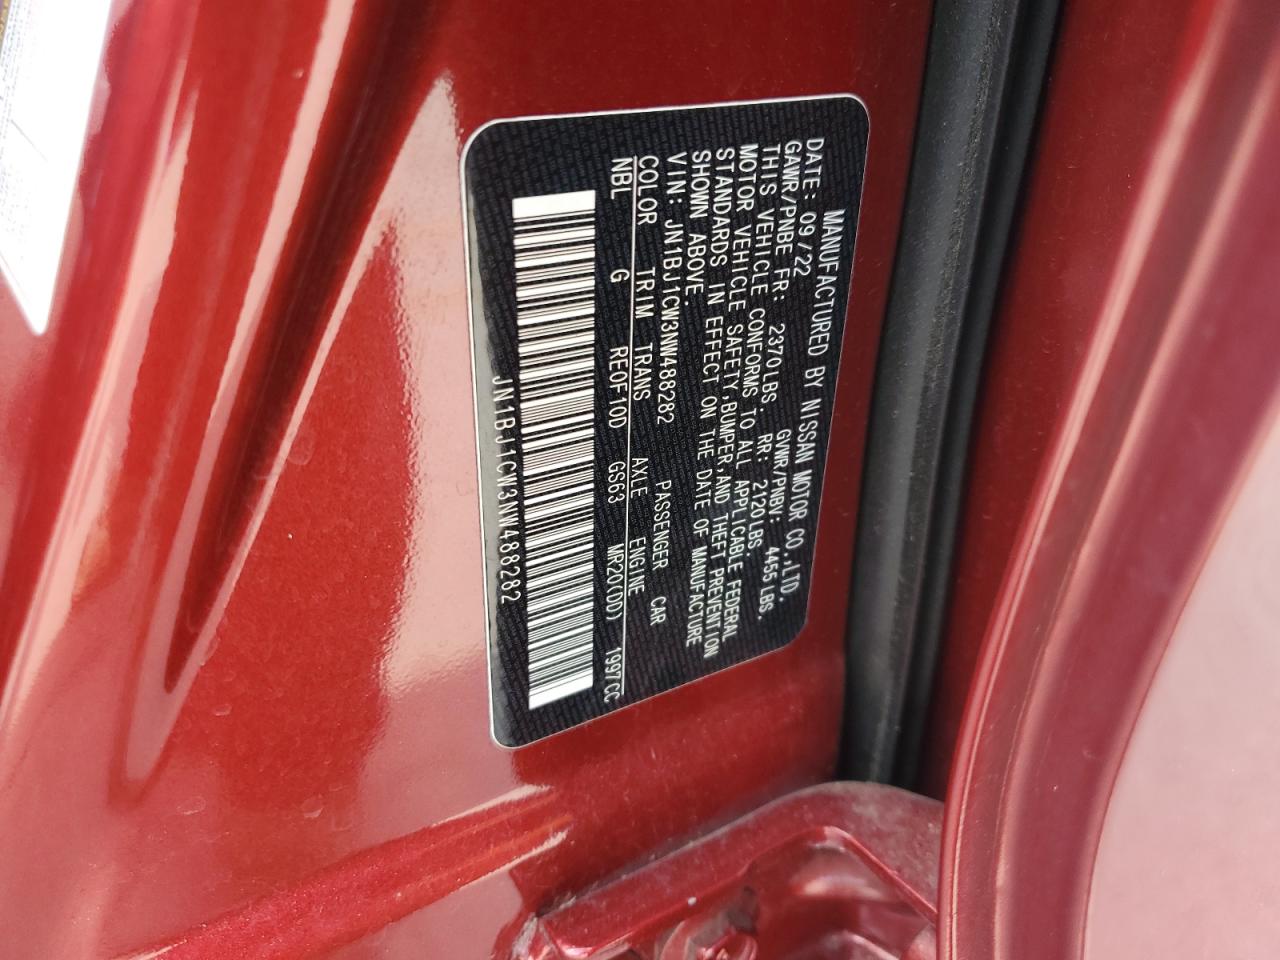 MANUFACTURED BY NISSAN MOTOR CO.,LTD.
DATE: 09/22 GVWR/PNBV: 4455 LBS.
GAWR/PNBE FR: 2370LBS. RR: 2120LBS.
THIS VEHICLE CONFORMS TO ALL APPLICABLE FEDERAL
MOTOR VEHICLE SAFETY,BUMPER,AND THEFT PREVENTION
STANDARDS IN EFFECT ON THE DATE OF MANUFACTURE
SHOWN ABOVE.
VIN: JN1BJ1CW3NW488282 PASSENGER CAR
COLOR TRIM TRANS AXLE ENGINE
NBL G RE0F10D GS63 MR20(DD) 1997CC
JN1BJ1CW3NW488282